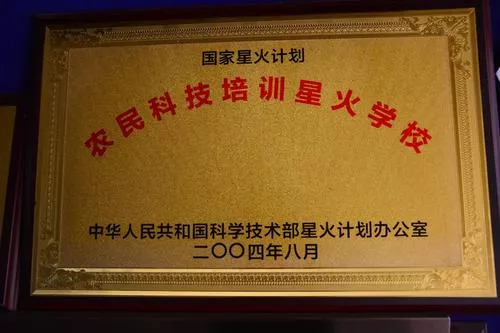 国家星火计划
农民科技培训星火学校
中华人民共和国科学技术部星火计划办公室
二〇〇四年八月